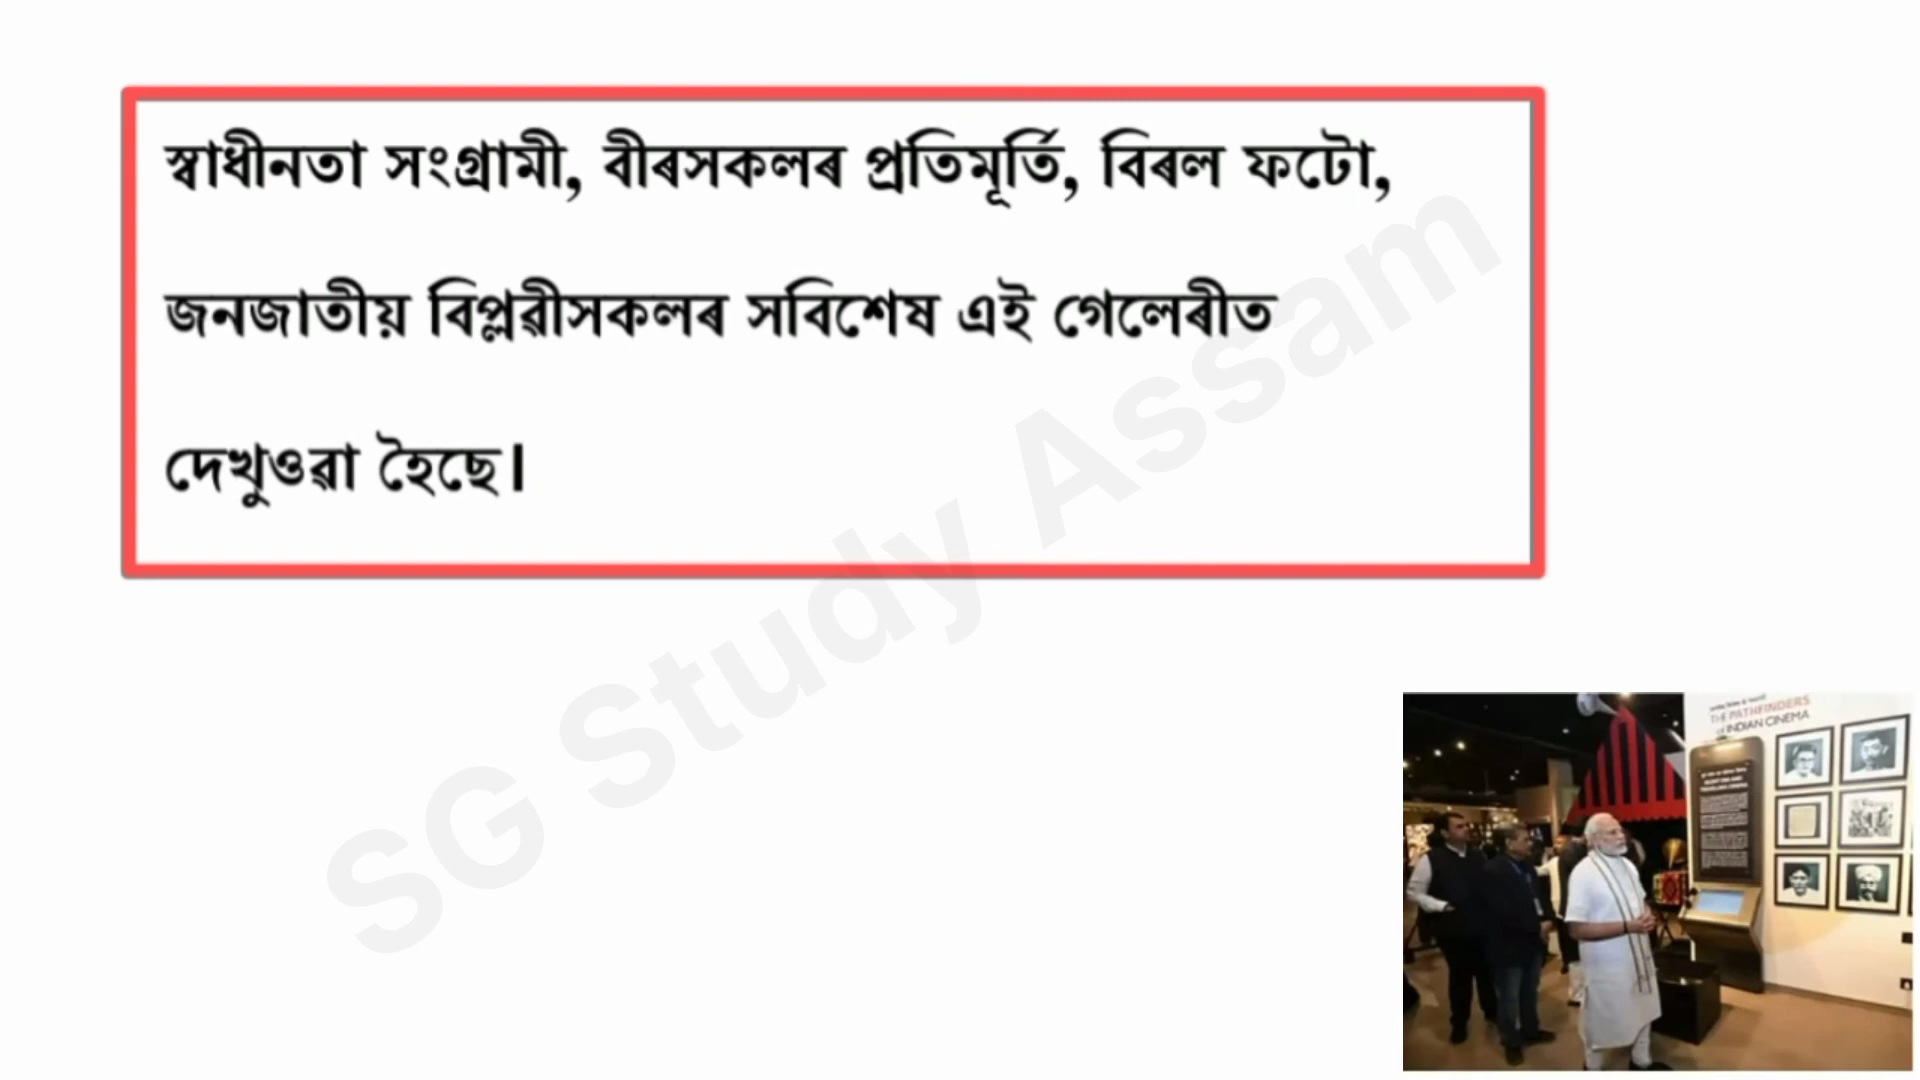 স্বাধীনতা সংগ্ৰামী, বীৰসকলৰ প্ৰতিমূৰ্তি, বিৰল ফটো,
জনজাতীয় বিপ্লৱীসকলৰ সবিশেষ এই গেলেৰীত
দেখুওৱা হৈছে।
SG Study Assam
THE PATHFINDERS
of INDIAN CINEMA